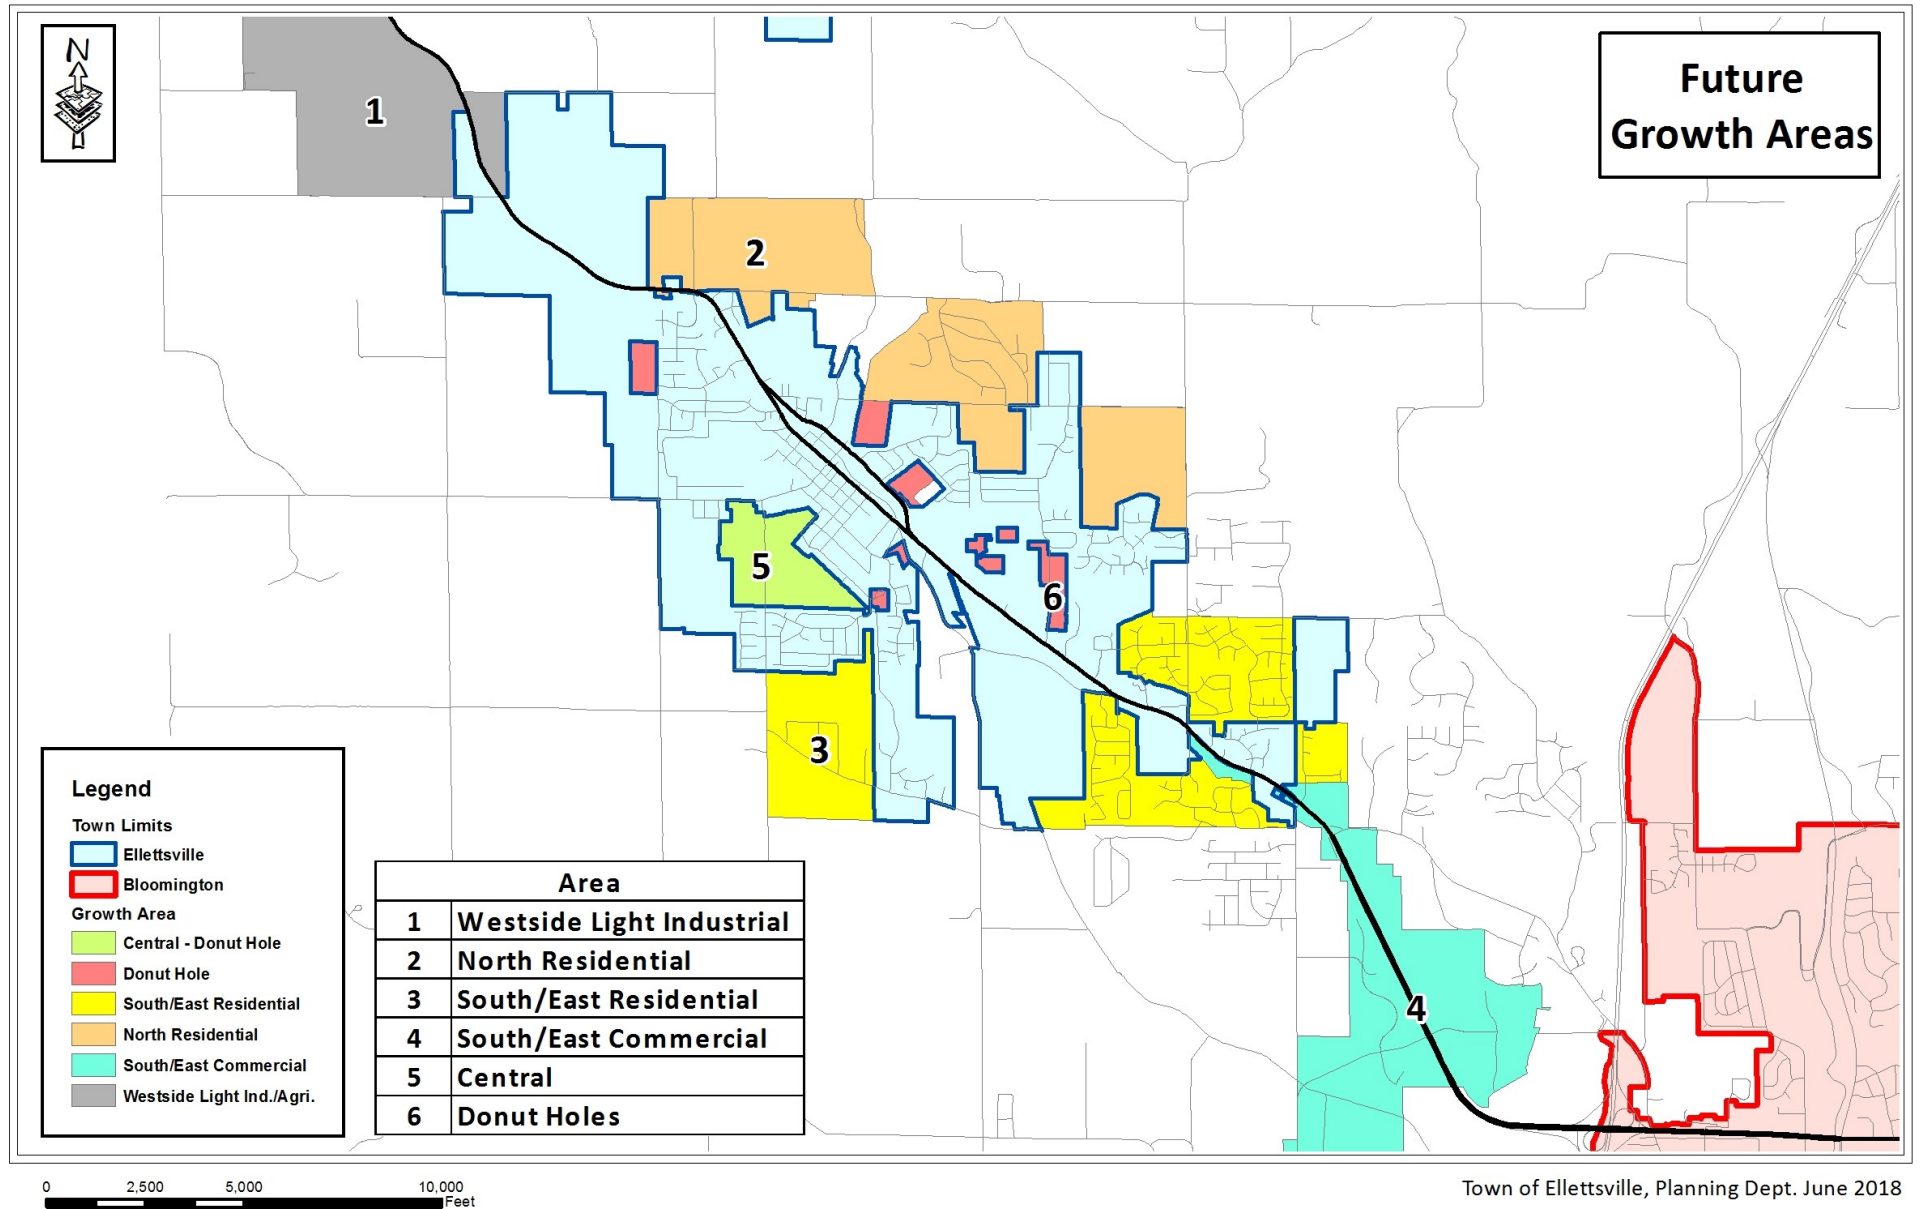 N
Future
Growth Areas
1
2
5
6
3
4
Legend
Town Limits
Ellettsville
Bloomington
Growth Area
Central - Donut Hole
Donut Hole
South/East Residential
North Residential
South/East Commercial
Westside Light Ind./Agri.
Area
1 Westside Light Industrial
2 North Residential
3 South/East Residential
4 South/East Commercial
5 Central
6 Donut Holes
0 2,500 5,000 10,000
Feet
Town of Ellettsville, Planning Dept. June 2018